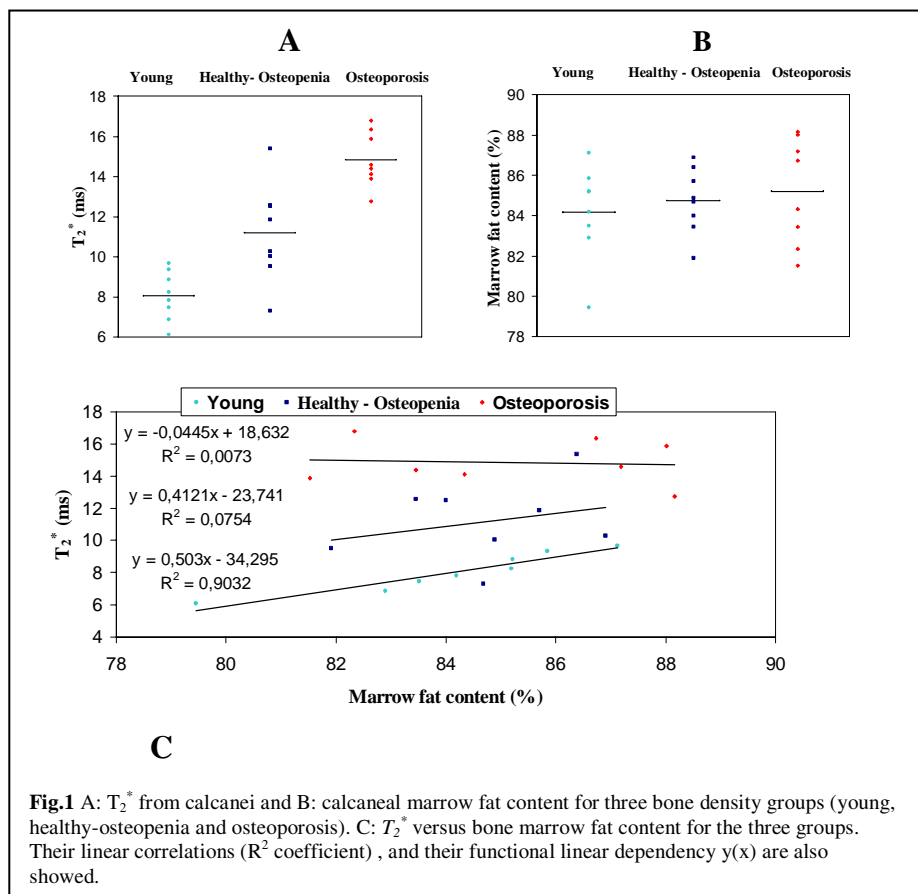 A
Young Healthy- Osteopenia Osteoporosis
18
16
14
12
10
8
6
T2* (ms)
B
Young Healthy - Osteopenia Osteoporosis
90
88
86
84
82
80
78
Marrow fat content (%)
Young Healthy - Osteopenia Osteoporosis
18
16
14
12
10
8
6
4
T2* (ms)
y = -0,0445x + 18,632
R2 = 0,0073
y = 0,4121x - 23,741
R2 = 0,0754
y = 0,503x - 34,295
R2 = 0,9032
78 80 82 84 86 88 90
Marrow fat content (%)
C
Fig.1 A: T2* from calcanei and B: calcaneal marrow fat content for three bone density groups (young,
healthy-osteopenia and osteoporosis). C: T2* versus bone marrow fat content for the three groups.
Their linear correlations (R2 coefficient) , and their functional linear dependency y(x) are also
showed.